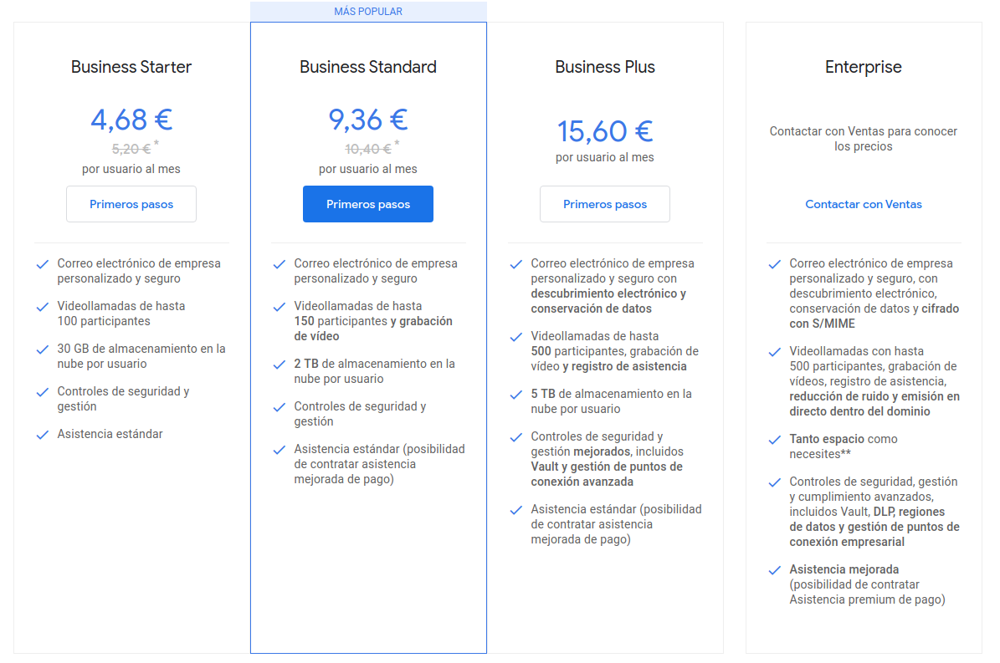 MÁS POPULAR
Business Starter
4,68 €
5,20 € *
por usuario al mes
Primeros pasos
Correo electrónico de empresa
personalizado y seguro
Videollamadas de hasta
100 participantes
30 GB de almacenamiento en la
nube por usuario
Controles de seguridad y
gestión
Asistencia estándar
Business Standard
9,36 €
10,40 € *
por usuario al mes
Primeros pasos
Correo electrónico de empresa
personalizado y seguro
Videollamadas de hasta
150 participantes y grabación
de vídeo
2 TB de almacenamiento en la
nube por usuario
Controles de seguridad y
gestión
Asistencia estándar (posibilidad
de contratar asistencia
mejorada de pago)
Business Plus
15,60 €
por usuario al mes
Primeros pasos
Correo electrónico de empresa
personalizado y seguro con
descubrimiento electrónico y
conservación de datos
Videollamadas de hasta
500 participantes, grabación de
vídeo y registro de asistencia
5 TB de almacenamiento en la
nube por usuario
Controles de seguridad y
gestión mejorados, incluidos
Vault y gestión de puntos de
conexión avanzada
Asistencia estándar (posibilidad
de contratar asistencia
mejorada de pago)
Enterprise
Contactar con Ventas para conocer
los precios
Contactar con Ventas
Correo electrónico de empresa
personalizado y seguro, con
descubrimiento electrónico,
conservación de datos y cifrado
con S/MIME
Videollamadas con hasta
500 participantes, grabación de
vídeos, registro de asistencia,
reducción de ruido y emisión en
directo dentro del dominio
Tanto espacio como
necesites**
Controles de seguridad, gestión
y cumplimiento avanzados,
incluidos Vault, DLP, regiones
de datos y gestión de puntos de
conexión empresarial
Asistencia mejorada
(posibilidad de contratar
Asistencia premium de pago)